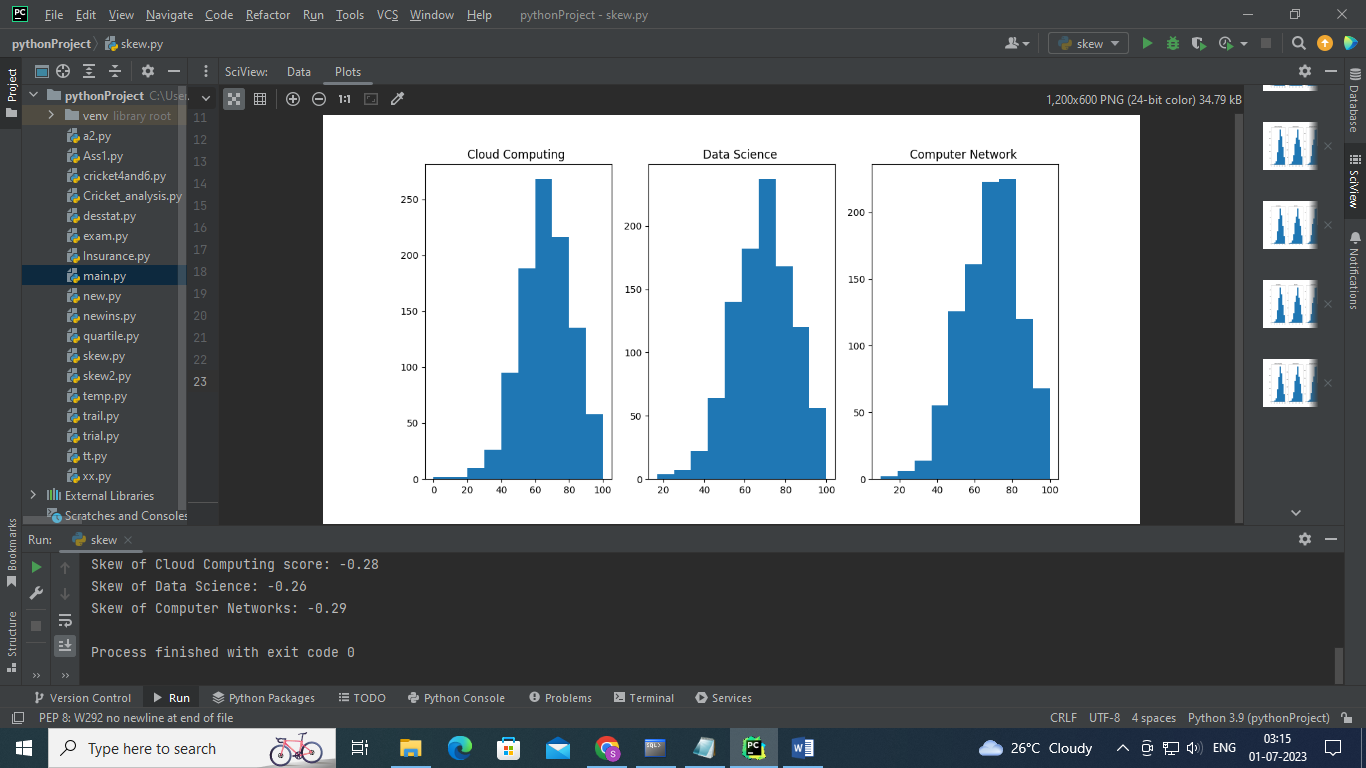 PC File Edit View Navigate Code Refactor Run Tools VCS Window Help pythonProject - skew.py
pythonProject skew.py skew
Project SciView: Data Plots
1:1 1,200x600 PNG (24-bit color) 34.79 kB
pythonProject C:\User
venv library root
a2.py
Ass1.py
cricket4and6.py
Cricket_analysis.py
desstat.py
exam.py
Insurance.py
main.py
new.py
newins.py
quartile.py
skew.py
skew2.py
temp.py
trail.py
trial.py
tt.py
xx.py
External Libraries
Scratches and Consoles
11
12
13
14
15
16
17
18
19
20
21
22
23
Cloud Computing
250
200
150
100
50
0
0 20 40 60 80 100
Data Science
200
150
100
50
0
20 40 60 80 100
Computer Network
200
150
100
50
0
20 40 60 80 100
Database
SciView
Notifications
Bookmarks
Structure
Run: skew
Skew of Cloud Computing score: -0.28
Skew of Data Science: -0.26
Skew of Computer Networks: -0.29
Process finished with exit code 0
Version Control Run Python Packages TODO Python Console Problems Terminal Services
PEP 8: W292 no newline at end of file CRLF UTF-8 4 spaces Python 3.9 (pythonProject)
Type here to search S SQL PC W 26°C Cloudy ENG 03:15
01-07-2023